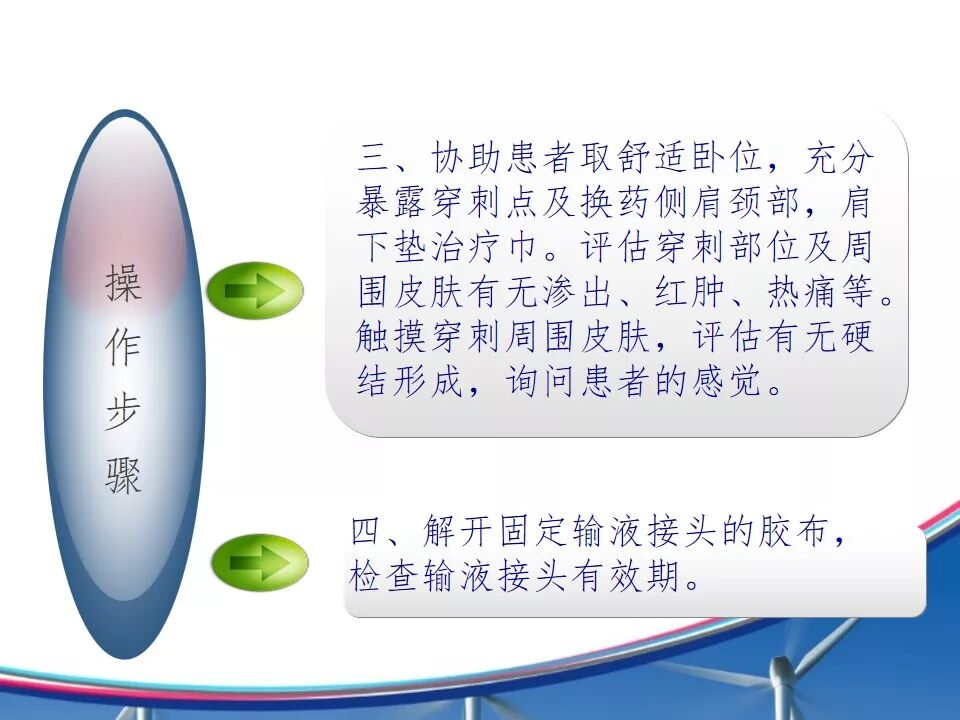 操
作
步
骤
三、协助患者取舒适卧位，充分
暴露穿刺点及换药侧肩颈部，肩
下垫治疗巾。评估穿刺部位及周
围皮肤有无渗出、红肿、热痛等。
触摸穿刺周围皮肤，评估有无硬
结形成，询问患者的感觉。
四、解开固定输液接头的胶布，
检查输液接头有效期。